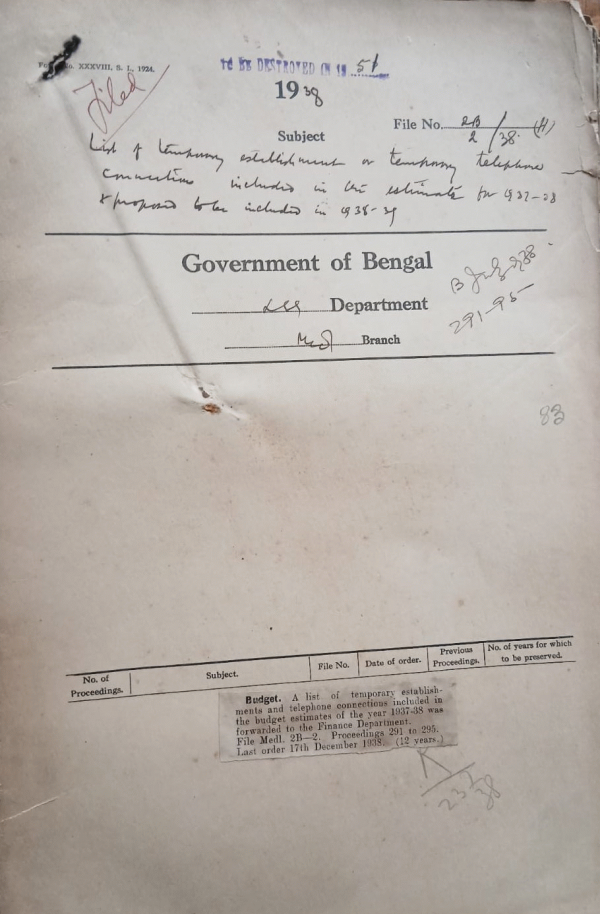 No. XXXVIII. S. I., 1924.
TO BE DESTROYED IN 19 51
Filed
1938
File No. 2B/2/38 (H)
Subject
List of temporary establishment or temporary telephone
connections included in the estimate for 1937-38
& proposed to be included in 1938-39
Government of Bengal
Department
Branch
B July 38
291-95
83
No. of Proceedings. Subject. File No. Date of order. Previous Proceedings. No. of years for which to be preserved.
Budget. A list of temporary establish-
ments and telephone connections included in
the budget estimates of the year 1937-38 was
forwarded to the Finance Department.
File Medl. 2B—2. Proceedings 291 to 295.
Last order 17th December 1938. (12 years.)